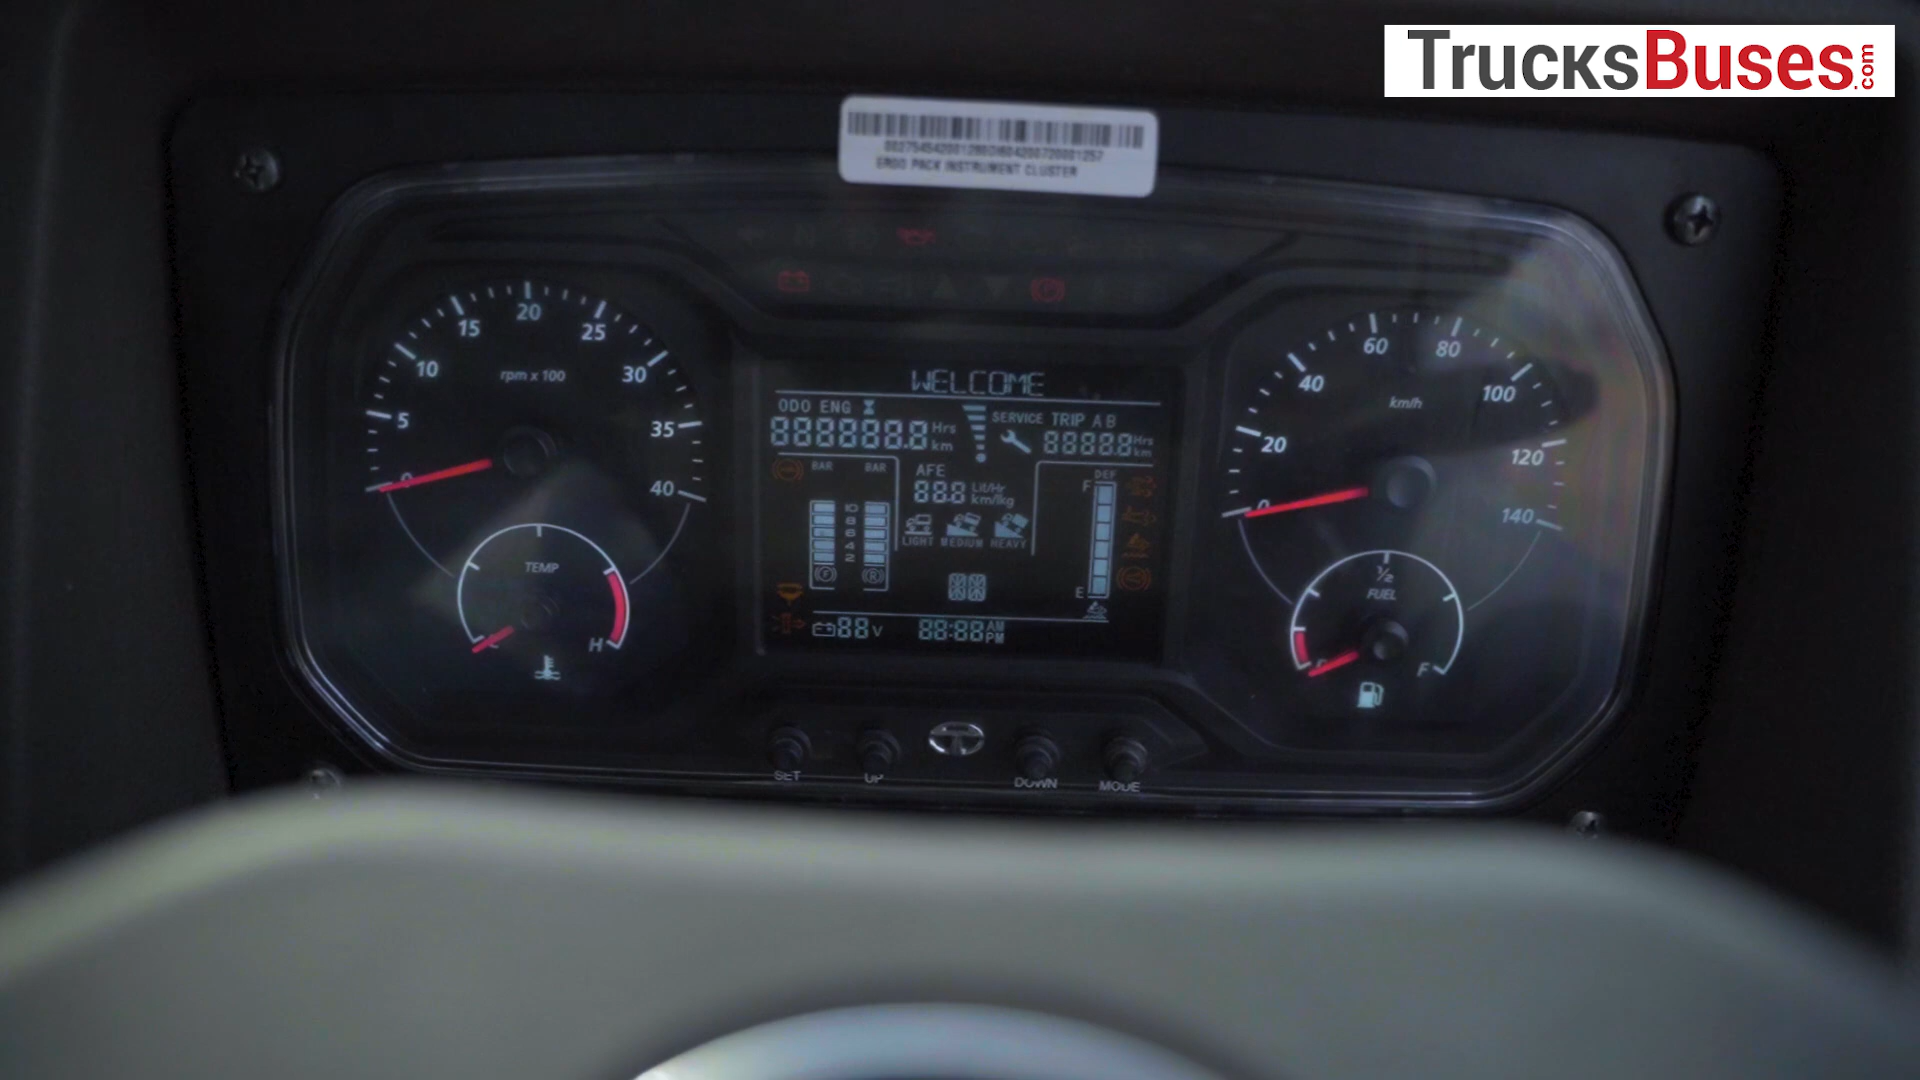 TrucksBuses.com
ERGO PACK INSTRUMENT CLUSTER
0 5 10 15 20 25 30 35 40
rpm x 100
TEMP
H
WELCOME
ODO ENG
888888.8 Hrs km
SERVICE TRIP A B
8888.8 Hrs km
BAR BAR
10
8
6
4
2
(F) (R)
AFE
88.8 Lit/Hr km/kg
LIGHT MEDIUM HEAVY
DEF
F
E
88 V
88:88 AM PM
0 20 40 60 80 100 120 140
km/h
1/2
FUEL
F
SET UP DOWN MODE